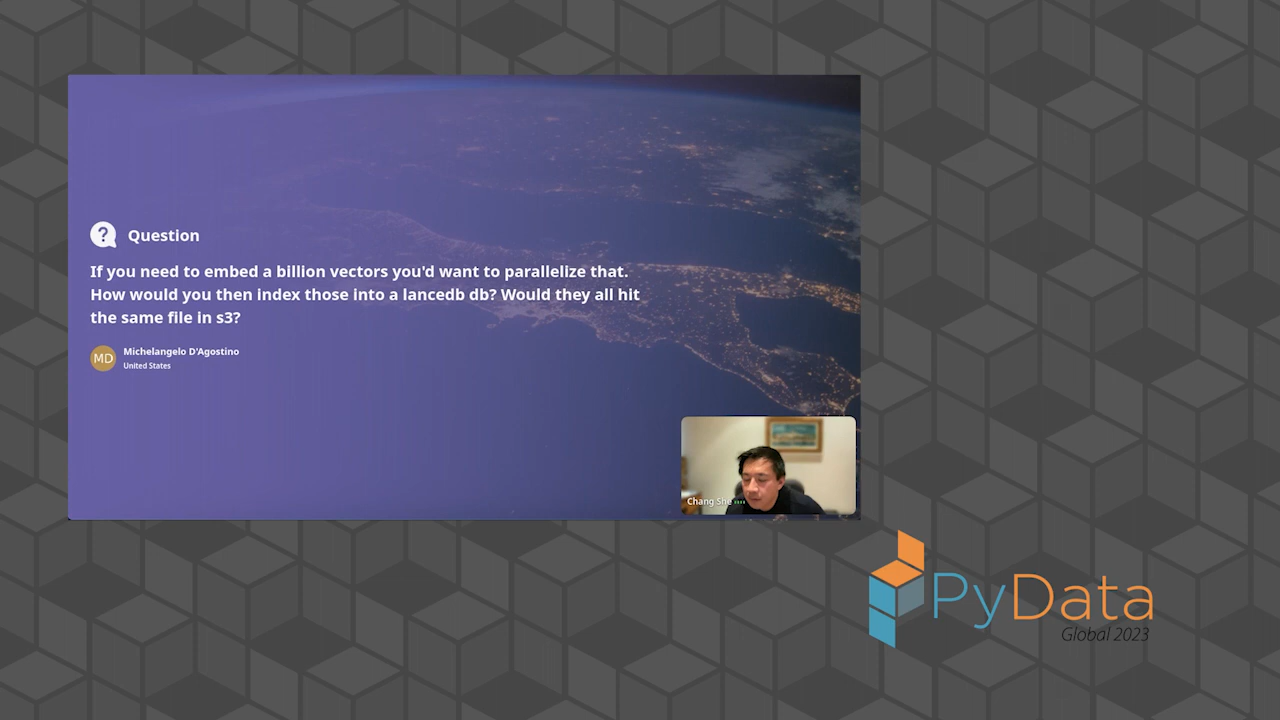 Question
If you need to embed a billion vectors you'd want to parallelize that.
How would you then index those into a lancedb db? Would they all hit
the same file in s3?
MD
Michelangelo D'Agostino
United States
Chang She
PyData
Global 2023